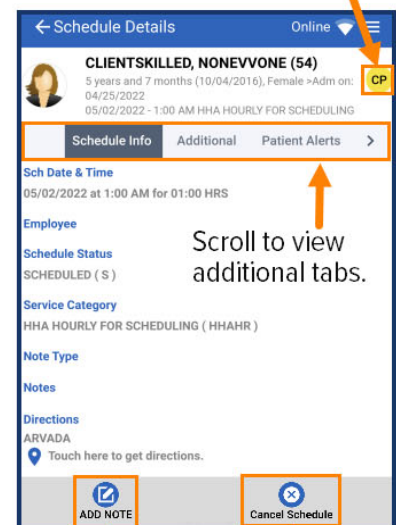 Schedule Details Online
CLIENTSKILLED, NONEVVONE (54)
5 years and 7 months (10/04/2016), Female >Adm on:
04/25/2022
05/02/2022 - 1:00 AM HHA HOURLY FOR SCHEDULING
CP
Schedule Info Additional Patient Alerts >
Sch Date & Time
05/02/2022 at 1:00 AM for 01:00 HRS
Employee
Scroll to view
additional tabs.
Schedule Status
SCHEDULED ( S )
Service Category
HHA HOURLY FOR SCHEDULING ( HHAHR )
Note Type
Notes
Directions
ARVADA
Touch here to get directions.
ADD NOTE
Cancel Schedule